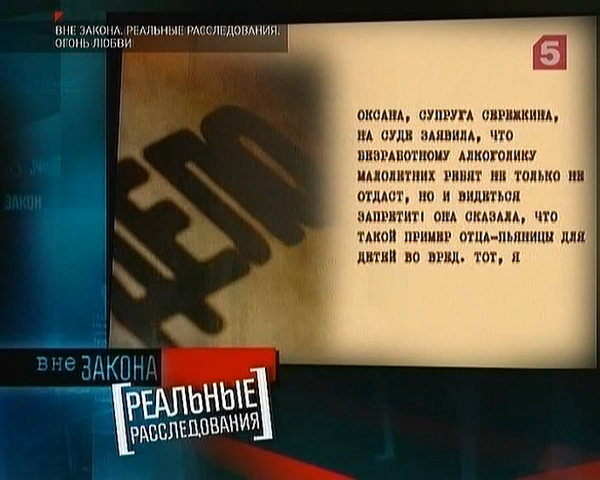 ВНЕ ЗАКОНА. РЕАЛЬНЫЕ РАССЛЕДОВАНИЯ.
ОГОНЬ ЛЮБВИ
5
ДЕЛО
ОКСАНА, СУПРУГА СЕРЕЖКИНА,
НА СУДЕ ЗАЯВИЛА, ЧТО
БЕЗРАБОТНОМУ АЛКОГОЛИКУ
МАЛОЛЕТНИХ РЕБЯТ НЕ ТОЛЬКО НЕ
ОТДАСТ, НО И ВИДЕТЬСЯ
ЗАПРЕТИТ! ОНА СКАЗАЛА, ЧТО
ТАКОЙ ПРИМЕР ОТЦА-ПЬЯНИЦЫ ДЛЯ
ДЕТЕЙ ВО ВРЕД. ТОТ, Я
ЗАКОН
вне ЗАКОНА
[РЕАЛЬНЫЕ
РАССЛЕДОВАНИЯ]